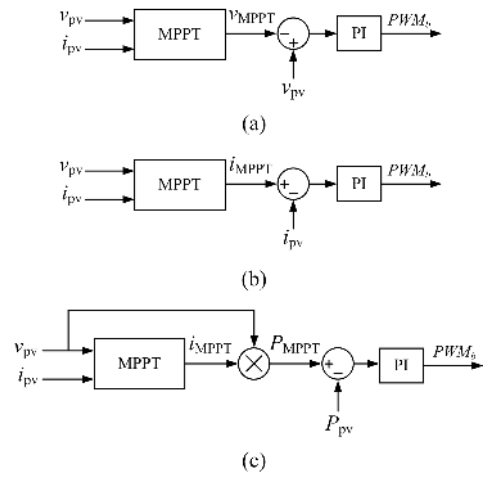 v_pv
i_pv
MPPT
v_MPPT
− +
v_pv
PI
PWM_b
(a)
v_pv
i_pv
MPPT
i_MPPT
+ −
i_pv
PI
PWM_b
(b)
v_pv
i_pv
MPPT
i_MPPT
×
P_MPPT
+ −
P_pv
PI
PWM_b
(c)